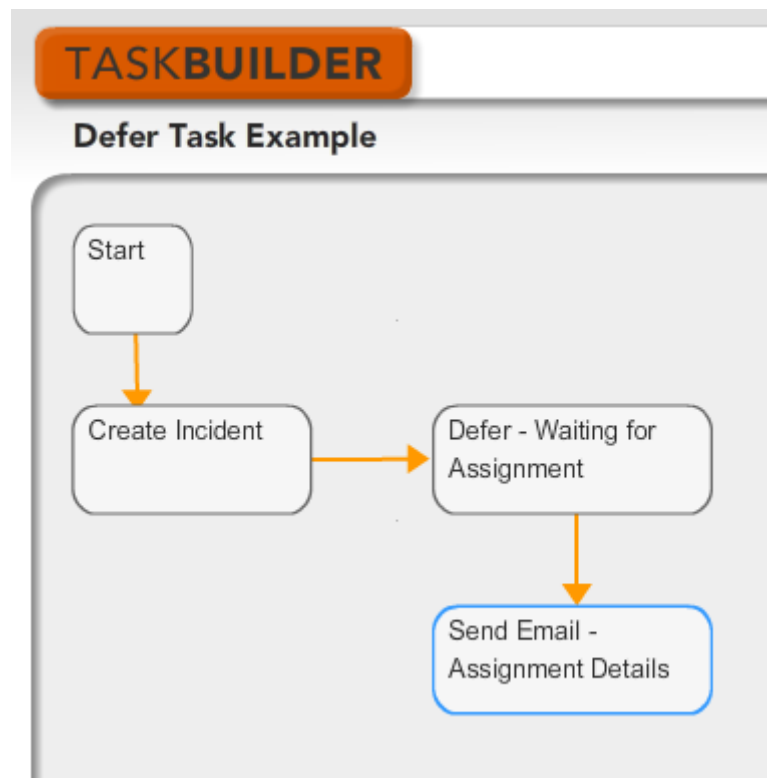 TASKBUILDER
Defer Task Example
Start
Create Incident
Defer - Waiting for
Assignment
Send Email -
Assignment Details